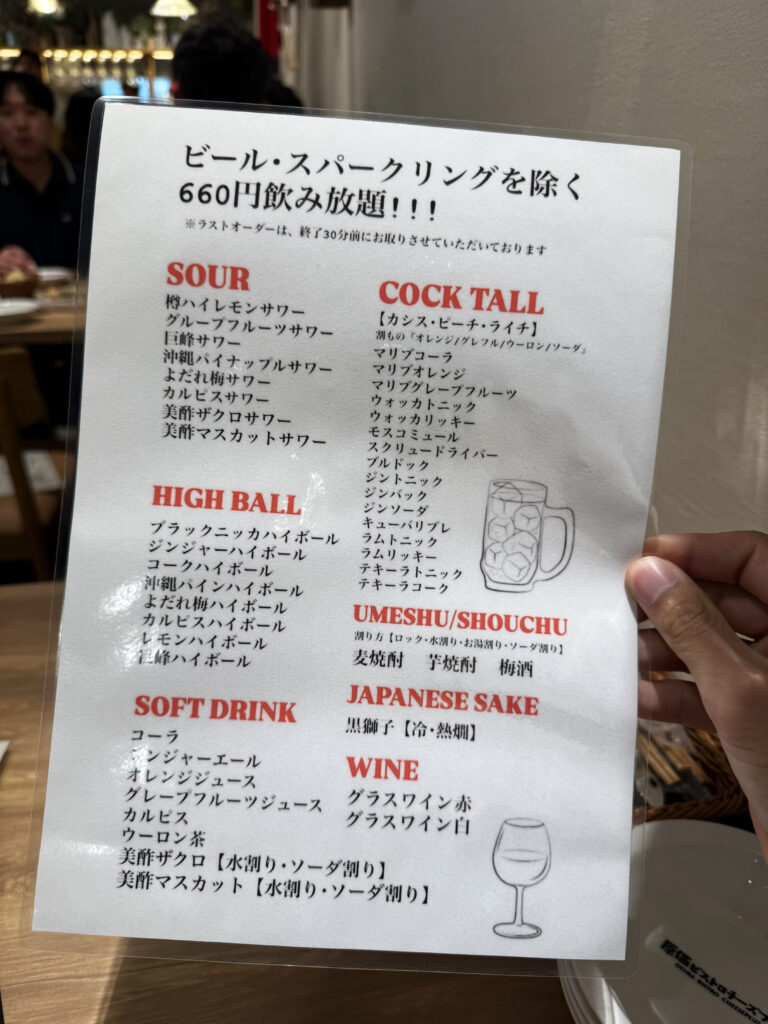 ビール・スパークリングを除く
660円飲み放題!!!
※ラストオーダーは、終了30分前にお取りさせていただいております
SOUR
樽ハイレモンサワー
グループフルーツサワー
巨峰サワー
沖縄パイナップルサワー
よだれ梅サワー
カルピスサワー
美酢ザクロサワー
美酢マスカットサワー
HIGH BALL
ブラックニッカハイボール
ジンジャーハイボール
コークハイボール
沖縄パインハイボール
よだれ梅ハイボール
カルピスハイボール
レモンハイボール
巨峰ハイボール
SOFT DRINK
コーラ
ジンジャーエール
オレンジジュース
グレープフルーツジュース
カルピス
ウーロン茶
美酢ザクロ【水割り・ソーダ割り】
美酢マスカット【水割り・ソーダ割り】
COCK TALL
【カシス・ピーチ・ライチ】
割もの『オレンジ/グレフル/ウーロン/ソーダ』
マリブコーラ
マリブオレンジ
マリブグレープフルーツ
ウォッカトニック
ウォッカリッキー
モスコミュール
スクリュードライバー
ブルドック
ジントニック
ジンバック
ジンソーダ
キューバリブレ
ラムトニック
ラムリッキー
テキーラトニック
テキーラコーク
UMESHU/SHOUCHU
割り方【ロック・水割り・お湯割り・ソーダ割り】
麦焼酎 芋焼酎 梅酒
JAPANESE SAKE
黒獅子【冷・熱燗】
WINE
グラスワイン赤
グラスワイン白
原価ビストロチーズプ
GENKA BISTRO CHEESEPLUS